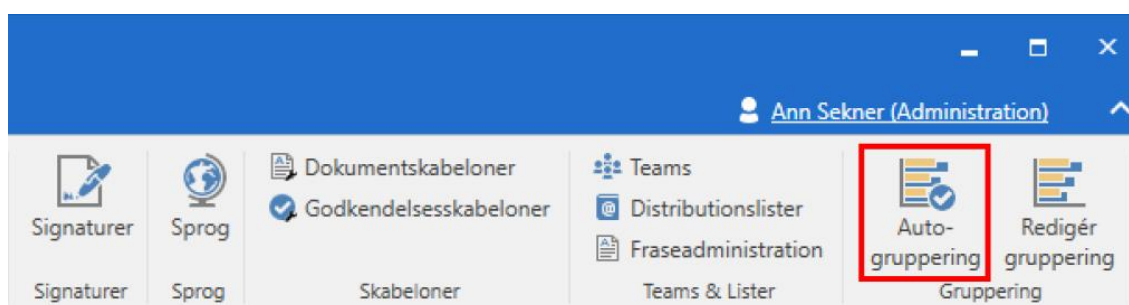 Ann Sekner (Administration)
Signaturer
Sprog
Dokumentskabeloner
Godkendelsesskabeloner
Teams
Distributionslister
Fraseadministration
Auto-
gruppering
Redigér
gruppering
Signaturer
Sprog
Skabeloner
Teams & Lister
Gruppering